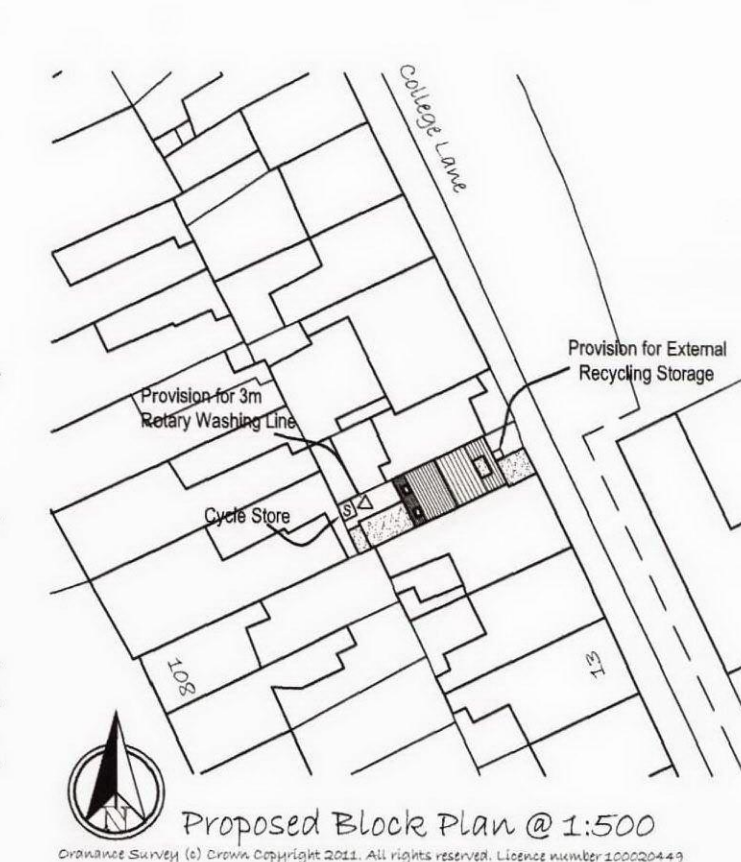 College Lane
Provision for External
Recycling Storage
Provision for 3m
Rotary Washing Line
S
Cycle Store
108
13
N
Proposed Block Plan @ 1:500
Ordnance Survey (c) Crown Copyright 2011. All rights reserved. Licence number 100020449